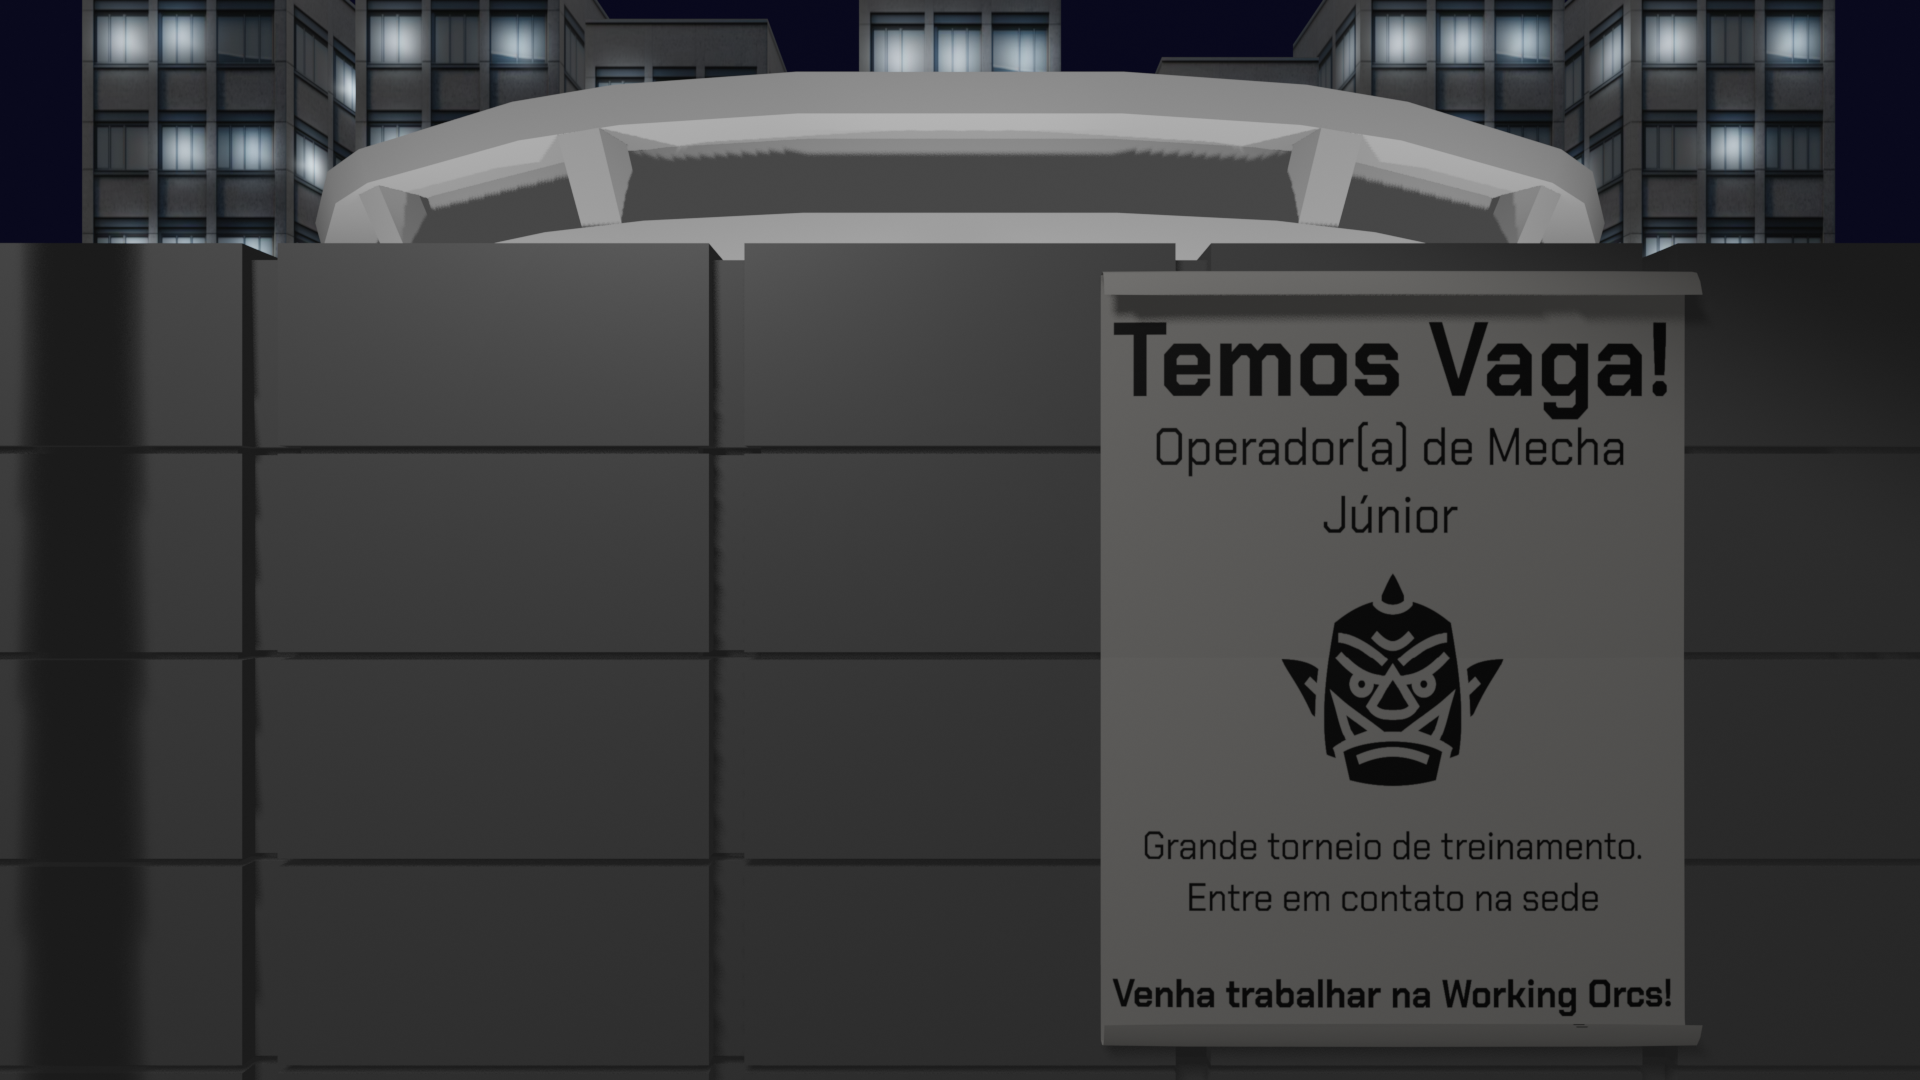 Temos Vaga!
Operador(a) de Mecha
Júnior
Grande torneio de treinamento.
Entre em contato na sede
Venha trabalhar na Working Orcs!